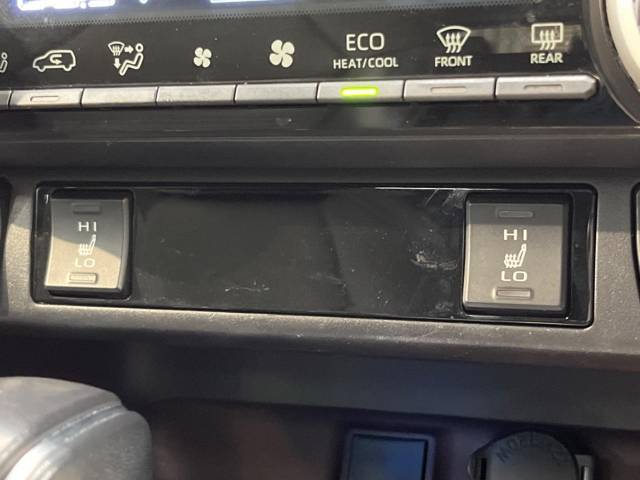 ECO
HEAT/COOL
FRONT
REAR
HI
LO
HI
LO